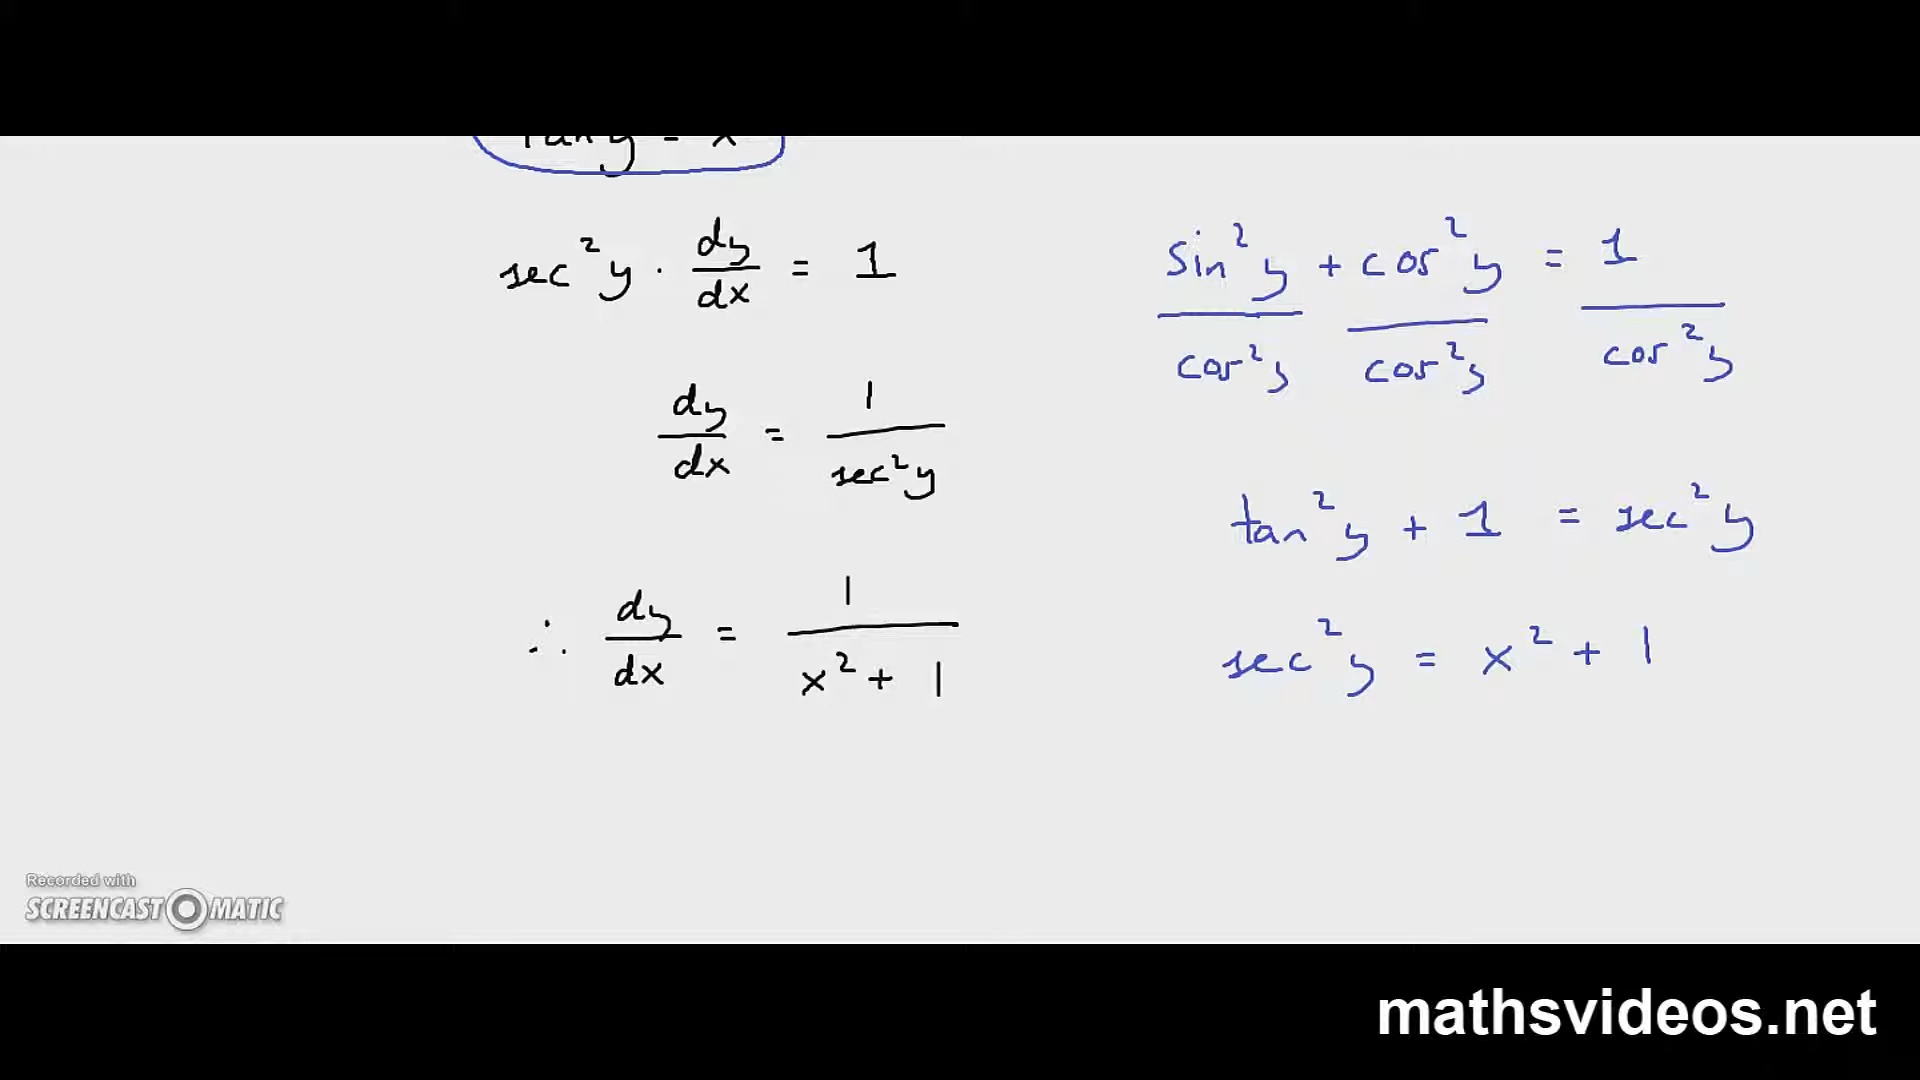 tan y = x
sec²y · dy/dx = 1
dy/dx = 1/sec²y
∴ dy/dx = 1/(x² + 1)
sin²y/cos²y + cos²y/cos²y = 1/cos²y
tan²y + 1 = sec²y
sec²y = x² + 1
Recorded with
SCREENCAST-O-MATIC
mathsvideos.net